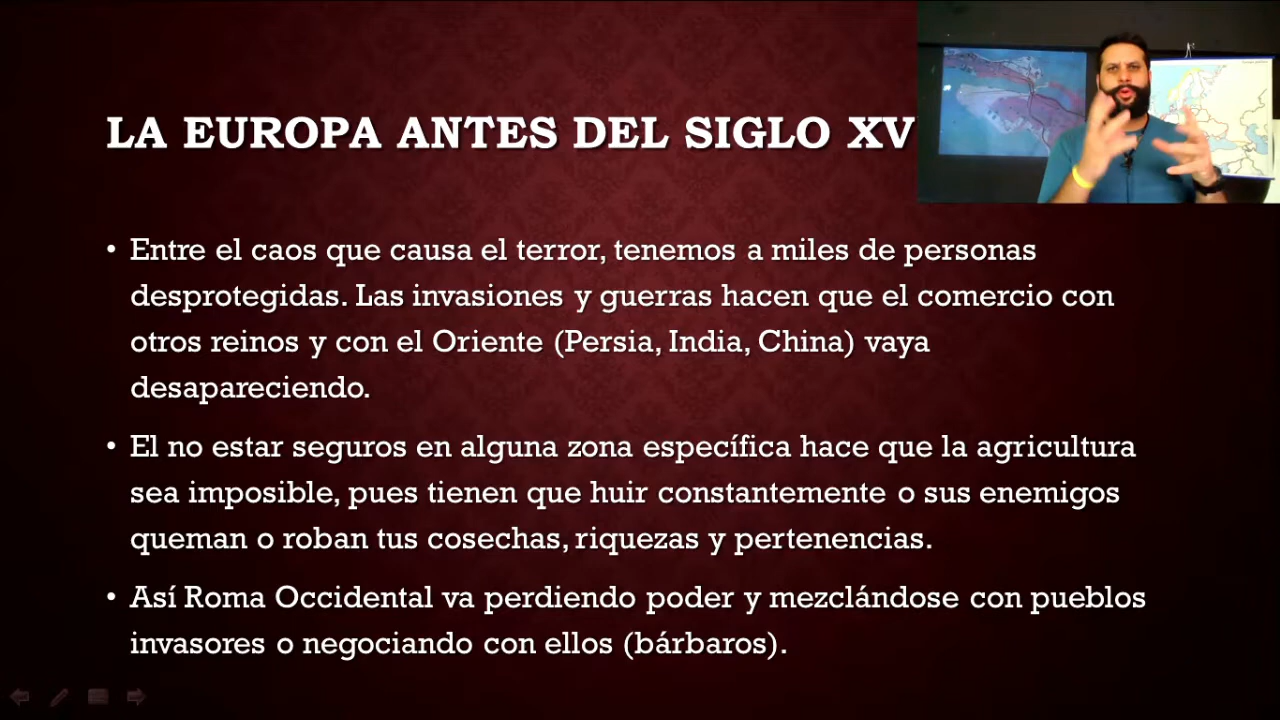 LA EUROPA ANTES DEL SIGLO XV
• Entre el caos que causa el terror, tenemos a miles de personas
desprotegidas. Las invasiones y guerras hacen que el comercio con
otros reinos y con el Oriente (Persia, India, China) vaya
desapareciendo.
• El no estar seguros en alguna zona específica hace que la agricultura
sea imposible, pues tienen que huir constantemente o sus enemigos
queman o roban tus cosechas, riquezas y pertenencias.
• Así Roma Occidental va perdiendo poder y mezclándose con pueblos
invasores o negociando con ellos (bárbaros).